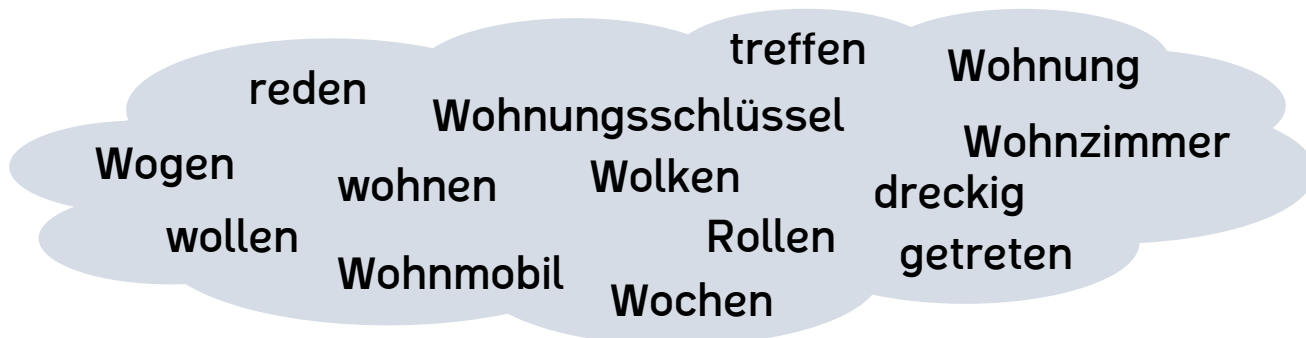 treffen
Wohnung
reden
Wohnungsschlüssel
Wohnzimmer
Wogen
wohnen
Wolken
dreckig
wollen
Rollen
getreten
Wohnmobil
Wochen